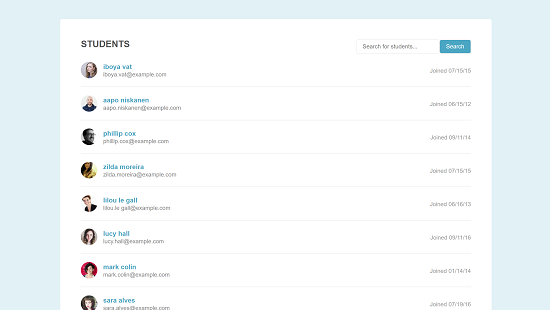 STUDENTS
Search for students...
Search
iboya vat
iboya.vat@example.com
Joined 07/15/15
aapo niskanen
aapo.niskanen@example.com
Joined 06/15/12
phillip cox
phillip.cox@example.com
Joined 09/11/14
zilda moreira
zilda.moreira@example.com
Joined 07/15/15
lilou le gall
lilou.le gall@example.com
Joined 06/18/13
lucy hall
lucy.hall@example.com
Joined 09/11/16
mark colin
mark.colin@example.com
Joined 01/14/14
sara alves
sara.alves@example.com
Joined 07/19/16